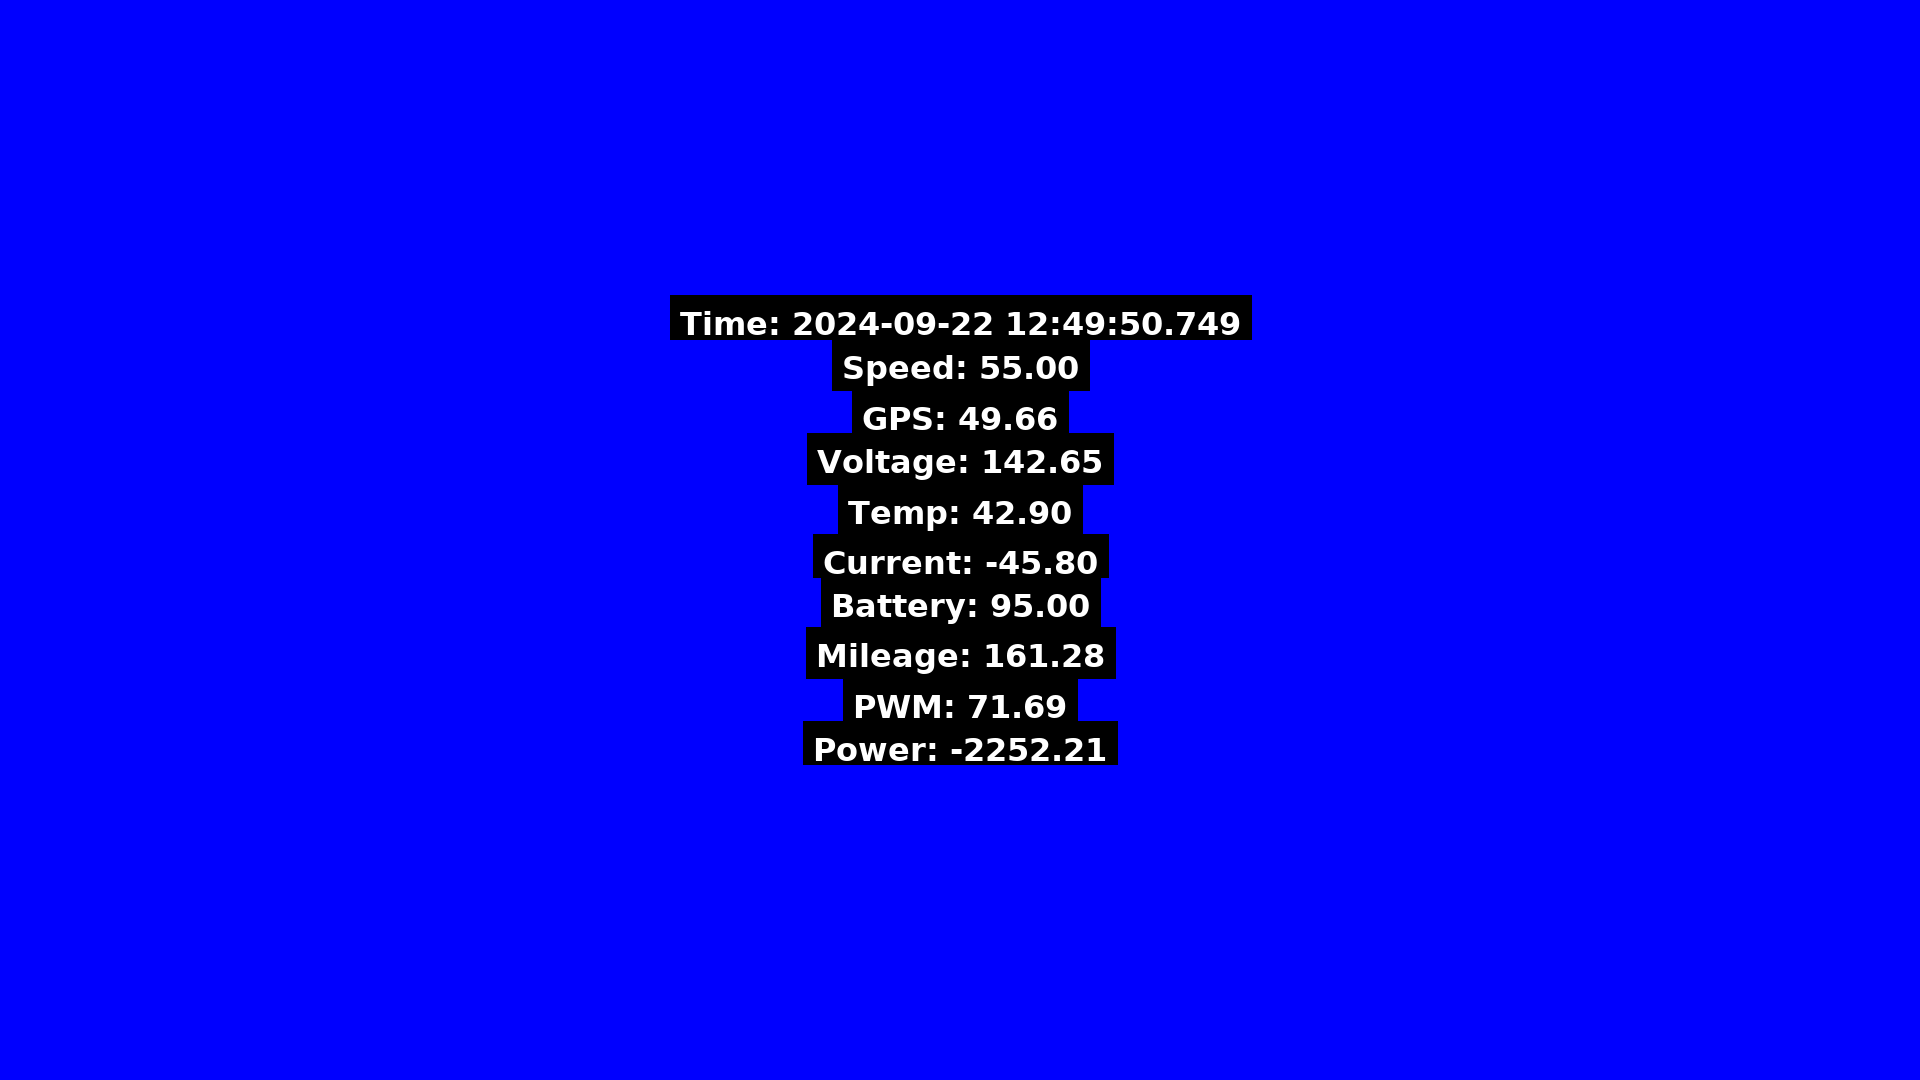 Time: 2024-09-22 12:49:50.749
Speed: 55.00
GPS: 49.66
Voltage: 142.65
Temp: 42.90
Current: -45.80
Battery: 95.00
Mileage: 161.28
PWM: 71.69
Power: -2252.21